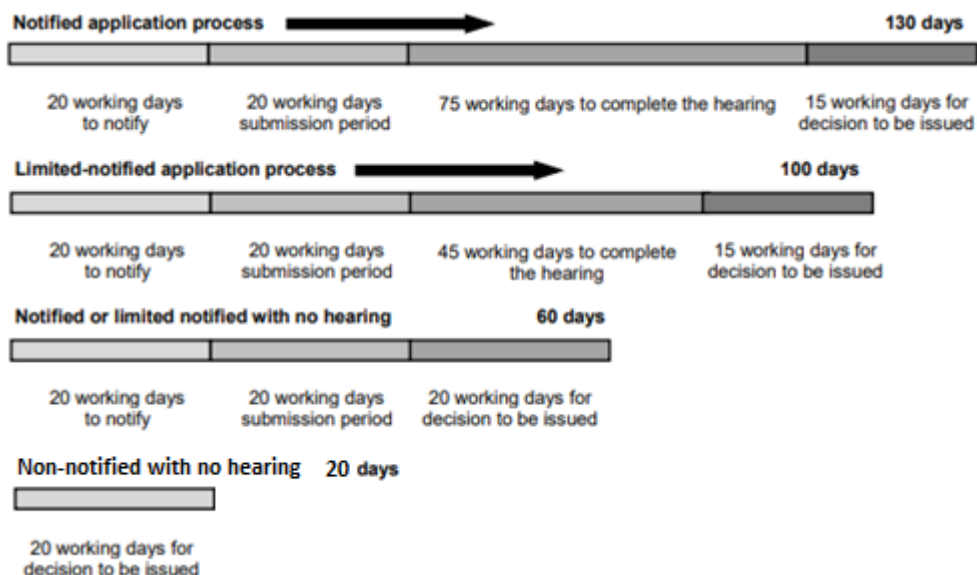 Notified application process 130 days
20 working days 20 working days 75 working days to complete the hearing 15 working days for
to notify submission period decision to be issued
Limited-notified application process 100 days
20 working days 20 working days 45 working days to complete 15 working days for
to notify submission period the hearing decision to be issued
Notified or limited notified with no hearing 60 days
20 working days 20 working days 20 working days for
to notify submission period decision to be issued
Non-notified with no hearing 20 days
20 working days for
decision to be issued